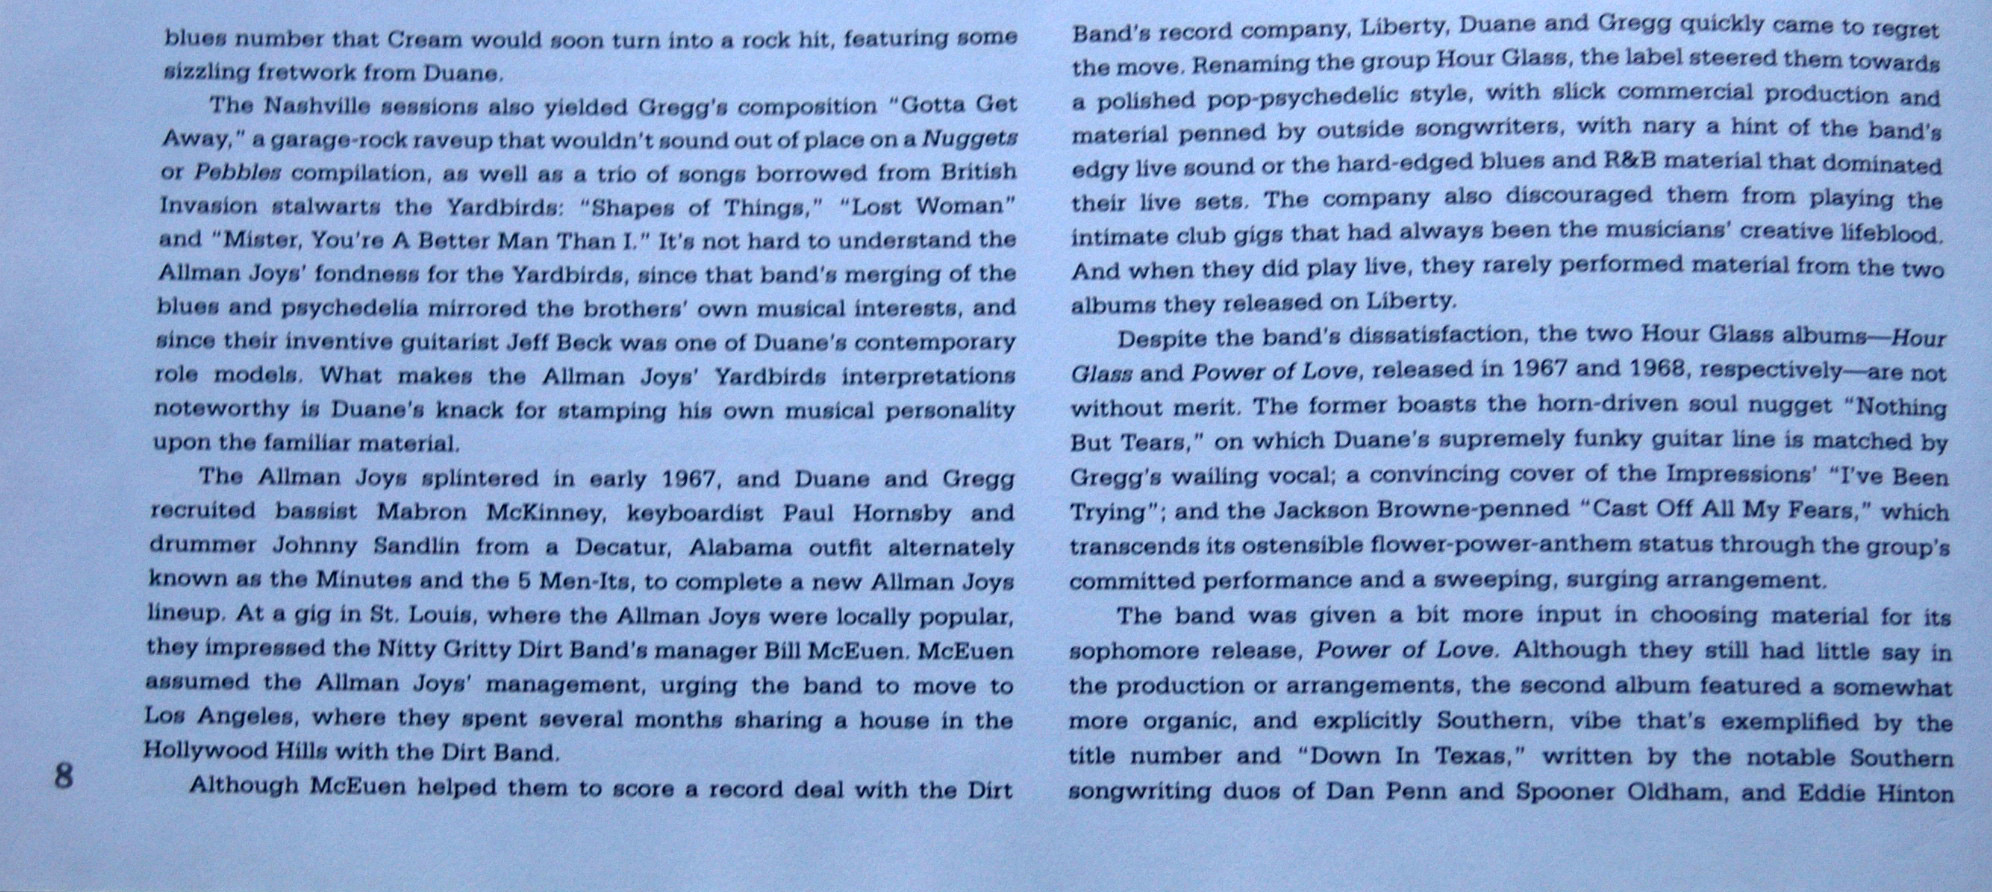 blues number that Cream would soon turn into a rock hit, featuring some
sizzling fretwork from Duane.
The Nashville sessions also yielded Gregg's composition "Gotta Get
Away," a garage-rock raveup that wouldn't sound out of place on a Nuggets
or Pebbles compilation, as well as a trio of songs borrowed from British
Invasion stalwarts the Yardbirds: "Shapes of Things," "Lost Woman"
and "Mister, You're A Better Man Than I." It's not hard to understand the
Allman Joys' fondness for the Yardbirds, since that band's merging of the
blues and psychedelia mirrored the brothers' own musical interests, and
since their inventive guitarist Jeff Beck was one of Duane's contemporary
role models. What makes the Allman Joys' Yardbirds interpretations
noteworthy is Duane's knack for stamping his own musical personality
upon the familiar material.
The Allman Joys splintered in early 1967, and Duane and Gregg
recruited bassist Mabron McKinney, keyboardist Paul Hornsby and
drummer Johnny Sandlin from a Decatur, Alabama outfit alternately
known as the Minutes and the 5 Men-Its, to complete a new Allman Joys
lineup. At a gig in St. Louis, where the Allman Joys were locally popular,
they impressed the Nitty Gritty Dirt Band's manager Bill McEuen. McEuen
assumed the Allman Joys' management, urging the band to move to
Los Angeles, where they spent several months sharing a house in the
Hollywood Hills with the Dirt Band.
Although McEuen helped them to score a record deal with the Dirt
8
Band's record company, Liberty, Duane and Gregg quickly came to regret
the move. Renaming the group Hour Glass, the label steered them towards
a polished pop-psychedelic style, with slick commercial production and
material penned by outside songwriters, with nary a hint of the band's
edgy live sound or the hard-edged blues and R&B material that dominated
their live sets. The company also discouraged them from playing the
intimate club gigs that had always been the musicians' creative lifeblood.
And when they did play live, they rarely performed material from the two
albums they released on Liberty.
Despite the band's dissatisfaction, the two Hour Glass albums—Hour
Glass and Power of Love, released in 1967 and 1968, respectively—are not
without merit. The former boasts the horn-driven soul nugget "Nothing
But Tears," on which Duane's supremely funky guitar line is matched by
Gregg's wailing vocal; a convincing cover of the Impressions' "I've Been
Trying"; and the Jackson Browne-penned "Cast Off All My Fears," which
transcends its ostensible flower-power-anthem status through the group's
committed performance and a sweeping, surging arrangement.
The band was given a bit more input in choosing material for its
sophomore release, Power of Love. Although they still had little say in
the production or arrangements, the second album featured a somewhat
more organic, and explicitly Southern, vibe that's exemplified by the
title number and "Down In Texas," written by the notable Southern
songwriting duos of Dan Penn and Spooner Oldham, and Eddie Hinton